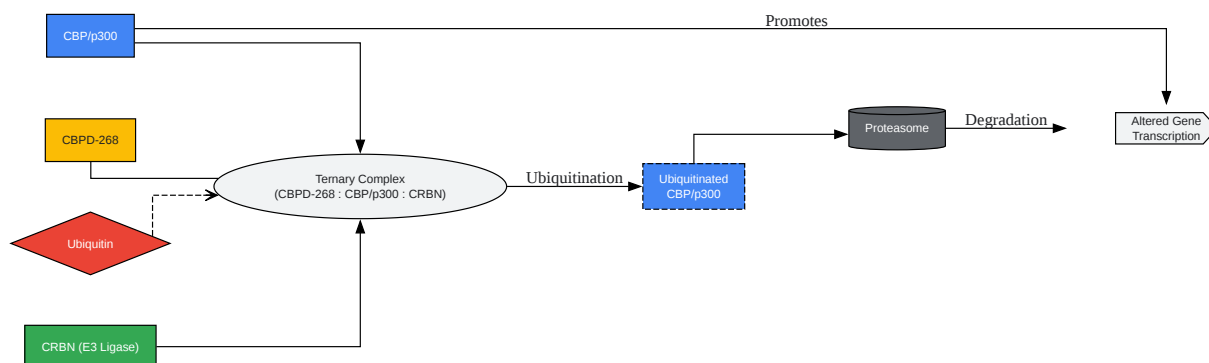 Promotes
CBP/p300
Proteasome
Degradation
Altered Gene
Transcription
CBPD-268
Ternary Complex
(CBPD-268 : CBP/p300 : CRBN)
Ubiquitination
Ubiquitinated
CBP/p300
Ubiquitin
CRBN (E3 Ligase)